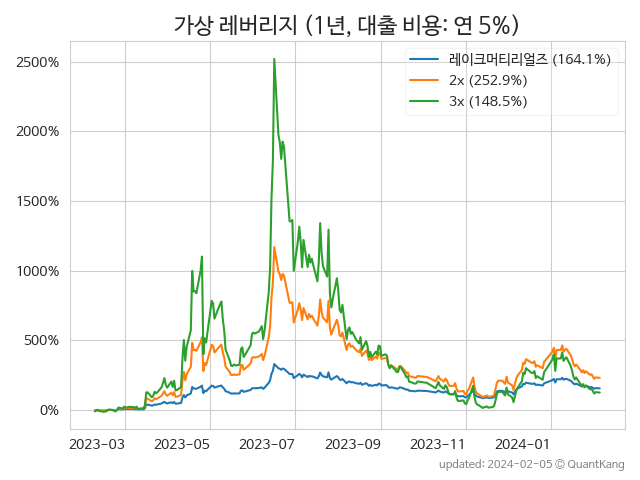 가상 레버리지 (1년, 대출 비용: 연 5%)
2500%
2000%
1500%
1000%
500%
0%
레이크머티리얼즈 (164.1%)
2x (252.9%)
3x (148.5%)
2023-03
2023-05
2023-07
2023-09
2023-11
2024-01
updated: 2024-02-05 © QuantKang